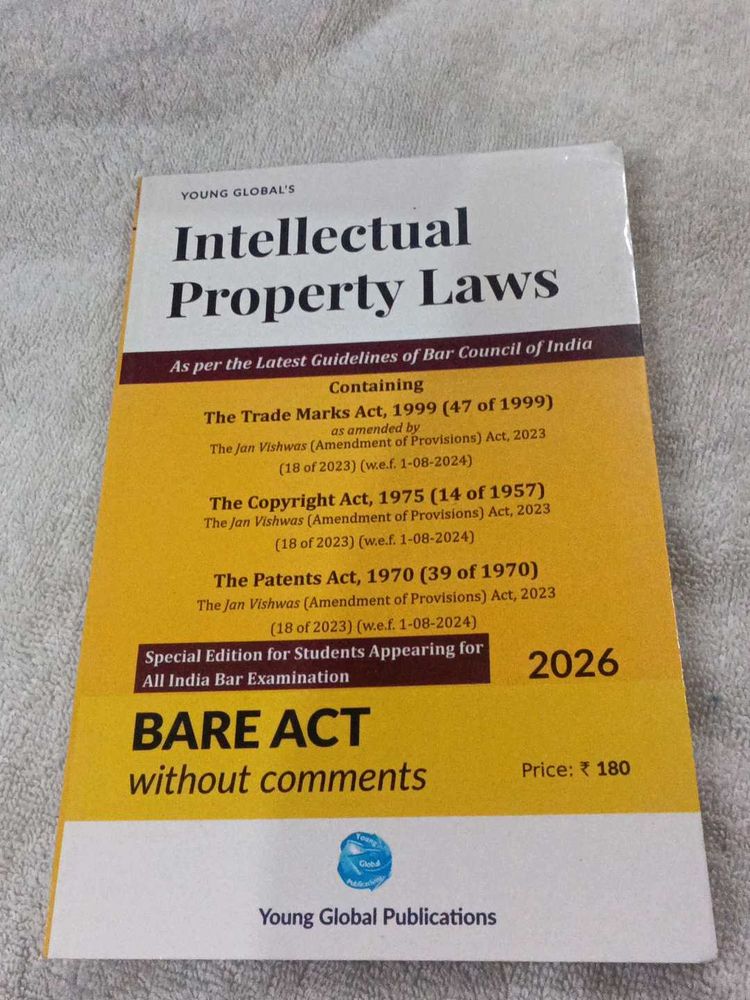 YOUNG GLOBAL'S
Intellectual
Property Laws
As per the Latest Guidelines of Bar Council of India
Containing
The Trade Marks Act, 1999 (47 of 1999)
as amended by
The Jan Vishwas (Amendment of Provisions) Act, 2023
(18 of 2023) (w.e.f. 1-08-2024)
The Copyright Act, 1975 (14 of 1957)
The Jan Vishwas (Amendment of Provisions) Act, 2023
(18 of 2023) (w.e.f. 1-08-2024)
The Patents Act, 1970 (39 of 1970)
The Jan Vishwas (Amendment of Provisions) Act, 2023
(18 of 2023) (w.e.f. 1-08-2024)
Special Edition for Students Appearing for
All India Bar Examination
2026
BARE ACT
without comments
Price: ₹ 180
Young
Global
Publications
Young Global Publications